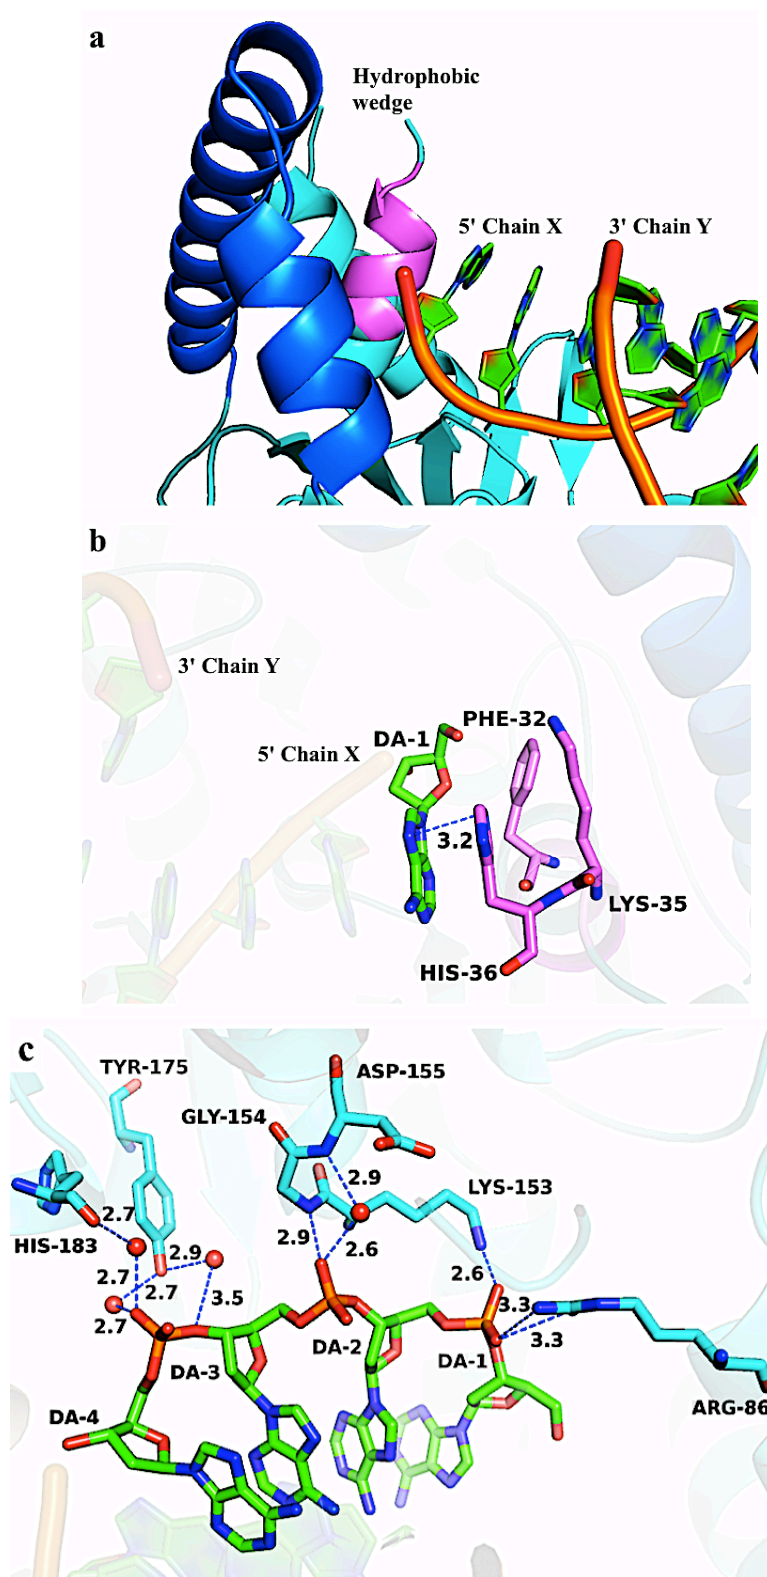 a
Hydrophobic
wedge
5' Chain X
3' Chain Y
b
3' Chain Y
PHE-32
DA-1
5' Chain X
3.2
LYS-35
HIS-36
c
TYR-175
ASP-155
GLY-154
2.9
LYS-153
2.7
HIS-183
2.9
2.9
2.6
2.7
2.7
2.6
3.5
3.3
2.7
3.3
DA-2
DA-1
DA-3
ARG-86
DA-4